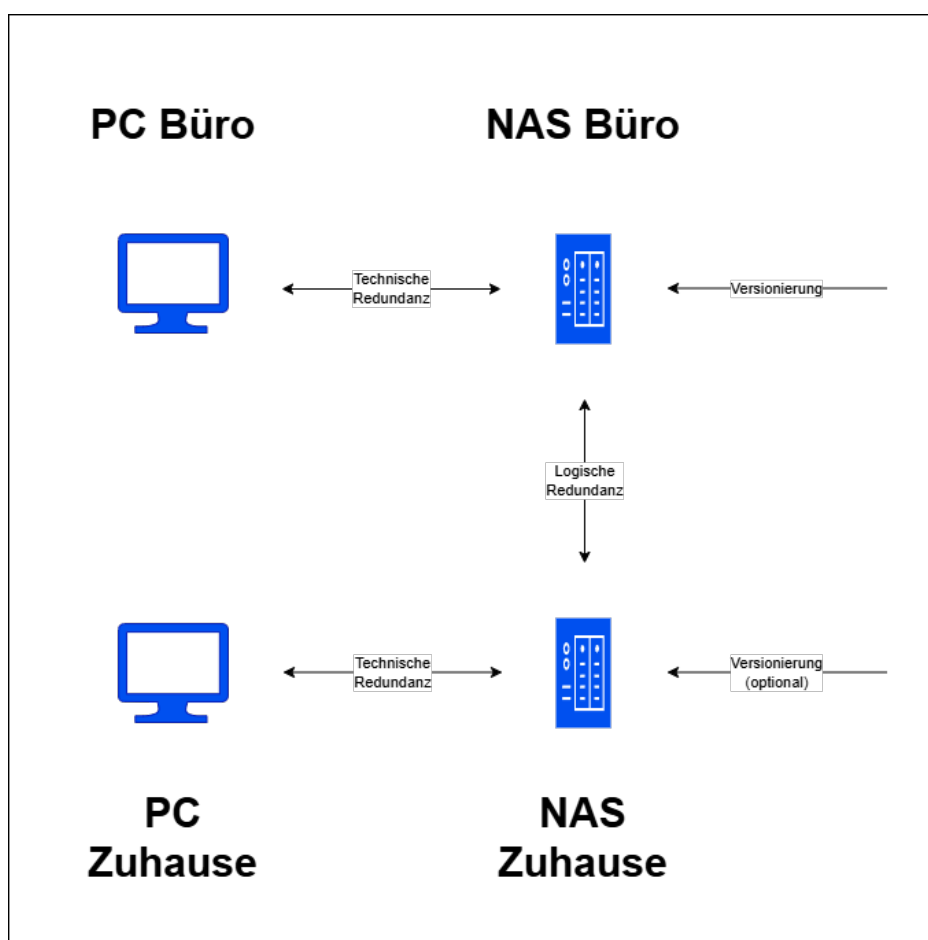 PC Büro
NAS Büro
Technische
Redundanz
Versionierung
Logische
Redundanz
Technische
Redundanz
Versionierung
(optional)
PC
Zuhause
NAS
Zuhause